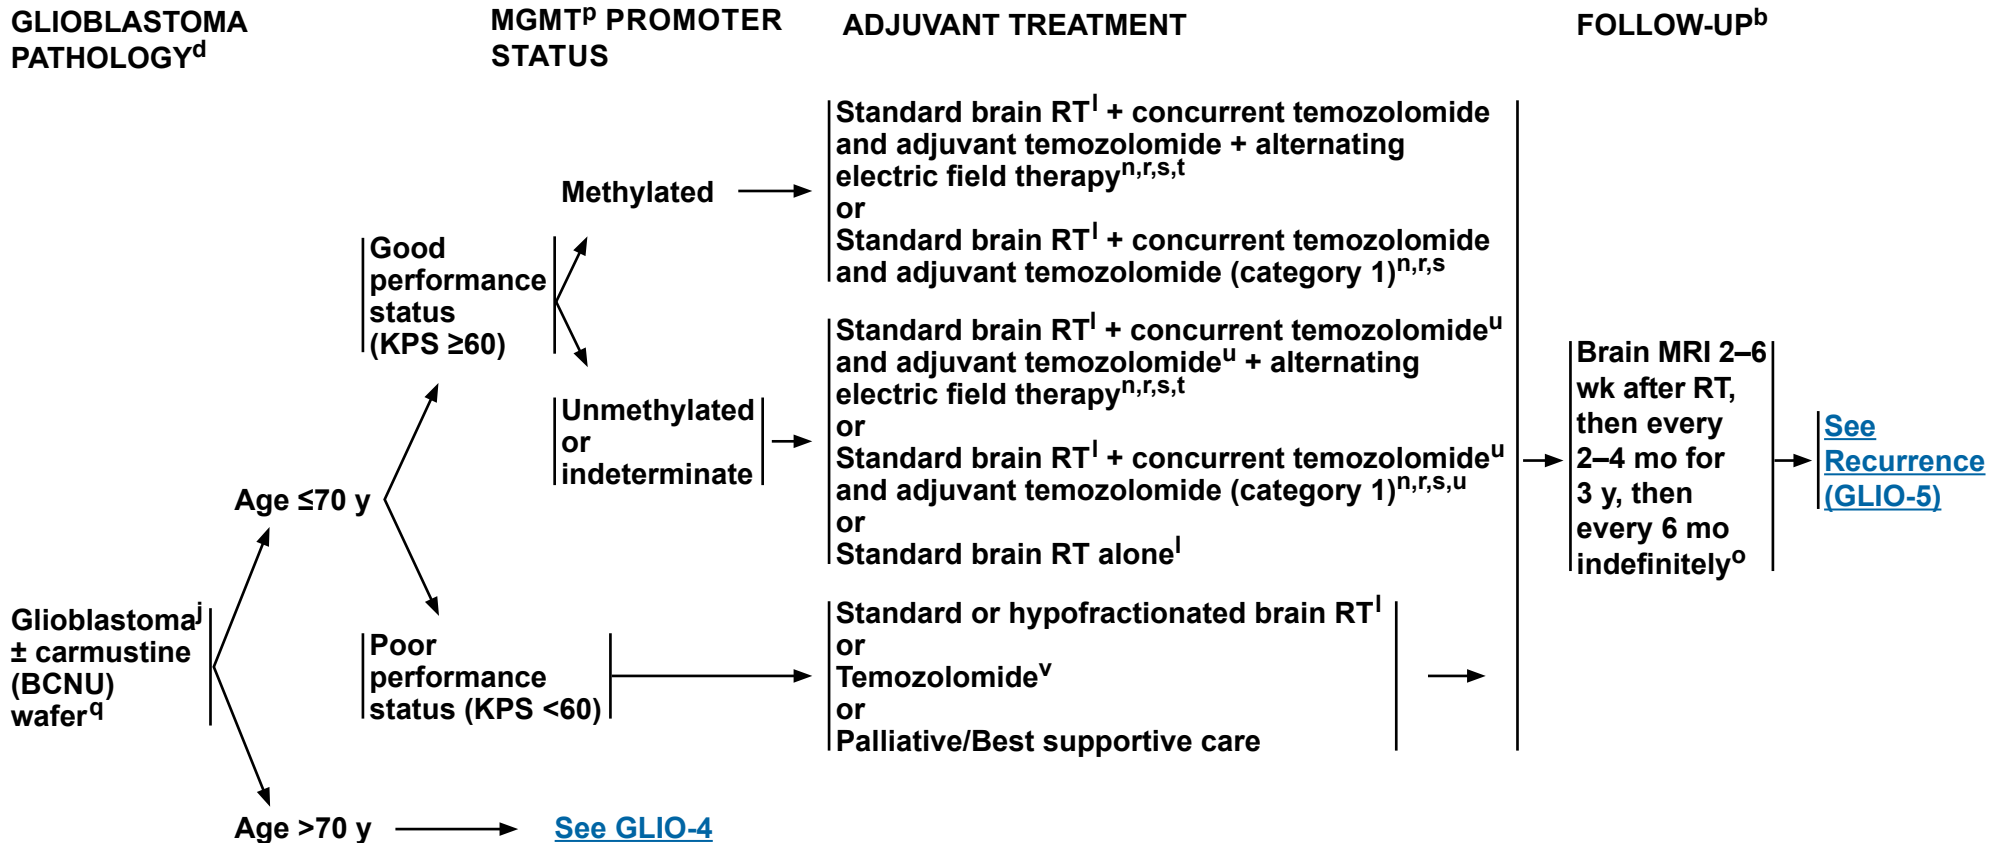 GLIOBLASTOMA
PATHOLOGYᵈ
MGMTᵖ PROMOTER
STATUS
ADJUVANT TREATMENT
FOLLOW-UPᵇ
Glioblastomaʲ
± carmustine
(BCNU)
waferq
Age ≤70 y
Good
performance
status
(KPS ≥60)
Methylated
Standard brain RTˡ + concurrent temozolomide
and adjuvant temozolomide + alternating
electric field therapyⁿ,ʳ,ˢ,ᵗ
or
Standard brain RTˡ + concurrent temozolomide
and adjuvant temozolomide (category 1)ⁿ,ʳ,ˢ
Unmethylated
or
indeterminate
Standard brain RTˡ + concurrent temozolomideᵘ
and adjuvant temozolomideᵘ + alternating
electric field therapyⁿ,ʳ,ˢ,ᵗ
or
Standard brain RTˡ + concurrent temozolomideᵘ
and adjuvant temozolomide (category 1)ⁿ,ʳ,ˢ,ᵘ
or
Standard brain RT aloneˡ
Poor
performance
status (KPS <60)
Standard or hypofractionated brain RTˡ
or
Temozolomideᵛ
or
Palliative/Best supportive care
Brain MRI 2–6
wk after RT,
then every
2–4 mo for
3 y, then
every 6 mo
indefinitelyᵒ
See
Recurrence
(GLIO-5)
Age >70 y
See GLIO-4